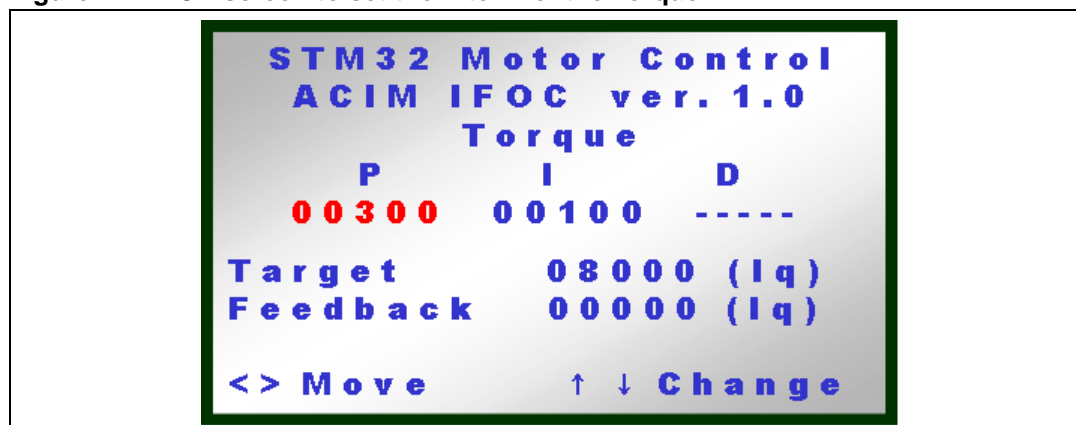 STM32 Motor Control
ACIM IFOC ver. 1.0
Torque
P I D
00300 00100 -----
Target 08000 (Iq)
Feedback 00000 (Iq)
<> Move ↑ ↓ Change